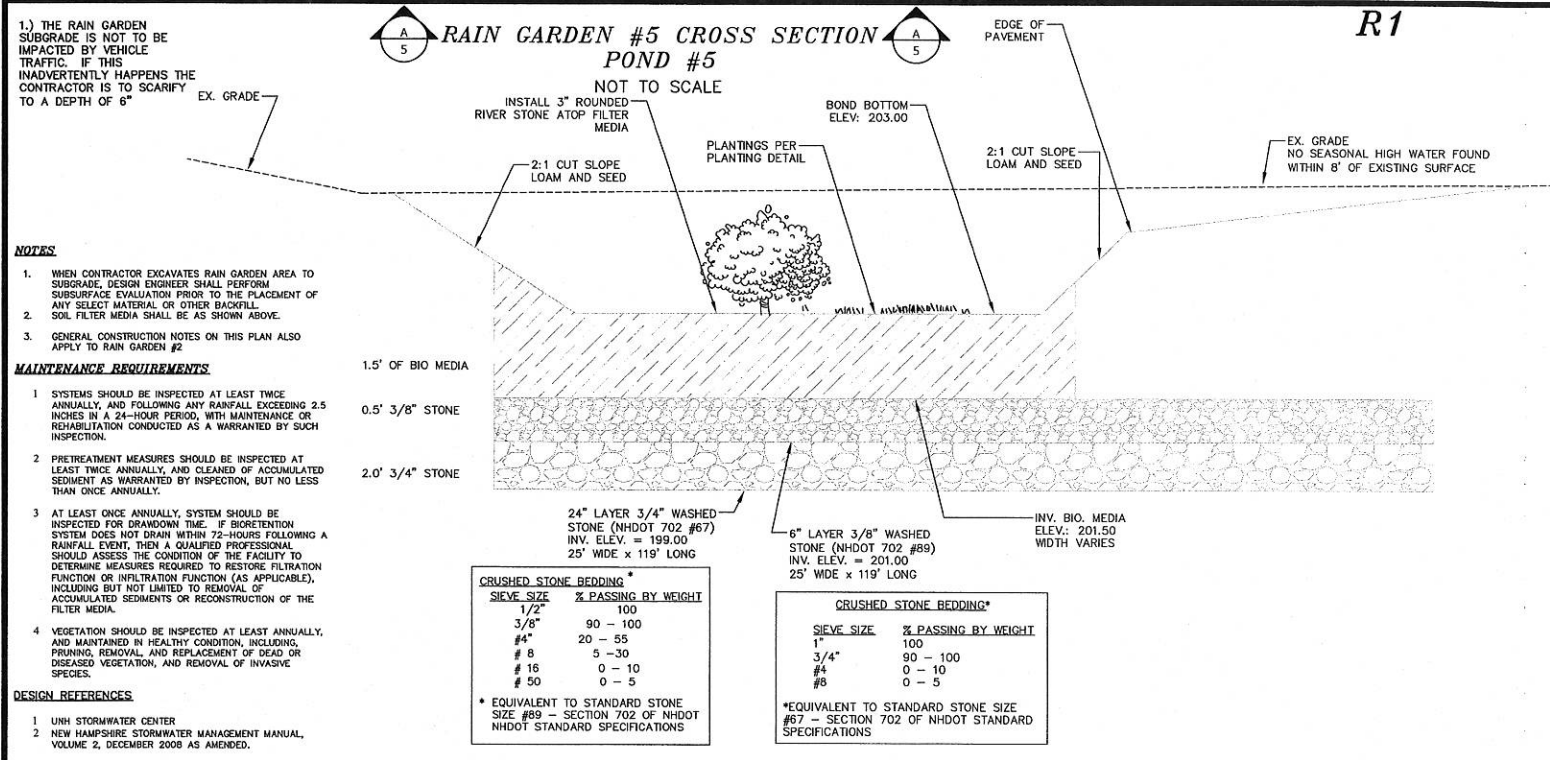 1.) THE RAIN GARDEN
SUBGRADE IS NOT TO BE
IMPACTED BY VEHICLE
TRAFFIC. IF THIS
INADVERTENTLY HAPPENS THE
CONTRACTOR IS TO SCARIFY
TO A DEPTH OF 6"
A
5
RAIN GARDEN #5 CROSS SECTION
POND #5
NOT TO SCALE
A
5
R1
EX. GRADE
INSTALL 3" ROUNDED
RIVER STONE ATOP FILTER
MEDIA
2:1 CUT SLOPE
LOAM AND SEED
PLANTINGS PER
PLANTING DETAIL
BOND BOTTOM
ELEV: 203.00
EDGE OF
PAVEMENT
2:1 CUT SLOPE
LOAM AND SEED
EX. GRADE
NO SEASONAL HIGH WATER FOUND
WITHIN 8' OF EXISTING SURFACE
NOTES
1. WHEN CONTRACTOR EXCAVATES RAIN GARDEN AREA TO
SUBGRADE, DESIGN ENGINEER SHALL PERFORM
SUBSURFACE EVALUATION PRIOR TO THE PLACEMENT OF
ANY SELECT MATERIAL OR OTHER BACKFILL.
2. SOIL FILTER MEDIA SHALL BE AS SHOWN ABOVE.
3. GENERAL CONSTRUCTION NOTES ON THIS PLAN ALSO
APPLY TO RAIN GARDEN #2
MAINTENANCE REQUIREMENTS
1 SYSTEMS SHOULD BE INSPECTED AT LEAST TWICE
ANNUALLY, AND FOLLOWING ANY RAINFALL EXCEEDING 2.5
INCHES IN A 24-HOUR PERIOD, WITH MAINTENANCE OR
REHABILITATION CONDUCTED AS A WARRANTED BY SUCH
INSPECTION.
2 PRETREATMENT MEASURES SHOULD BE INSPECTED AT
LEAST TWICE ANNUALLY, AND CLEANED OF ACCUMULATED
SEDIMENT AS WARRANTED BY INSPECTION, BUT NO LESS
THAN ONCE ANNUALLY.
3 AT LEAST ONCE ANNUALLY, SYSTEM SHOULD BE
INSPECTED FOR DRAWDOWN TIME. IF BIORETENTION
SYSTEM DOES NOT DRAIN WITHIN 72-HOURS FOLLOWING A
RAINFALL EVENT, THEN A QUALIFIED PROFESSIONAL
SHOULD ASSESS THE CONDITION OF THE FACILITY TO
DETERMINE MEASURES REQUIRED TO RESTORE FILTRATION
FUNCTION OR INFILTRATION FUNCTION (AS APPLICABLE),
INCLUDING BUT NOT LIMITED TO REMOVAL OF
ACCUMULATED SEDIMENTS OR RECONSTRUCTION OF THE
FILTER MEDIA.
4 VEGETATION SHOULD BE INSPECTED AT LEAST ANNUALLY,
AND MAINTAINED IN HEALTHY CONDITION, INCLUDING,
PRUNING, REMOVAL, AND REPLACEMENT OF DEAD OR
DISEASED VEGETATION, AND REMOVAL OF INVASIVE
SPECIES.
DESIGN REFERENCES
1 UNH STORMWATER CENTER
2 NEW HAMPSHIRE STORMWATER MANAGEMENT MANUAL,
VOLUME 2, DECEMBER 2008 AS AMENDED.
1.5' OF BIO MEDIA
0.5' 3/8" STONE
2.0' 3/4" STONE
24" LAYER 3/4" WASHED
STONE (NHDOT 702 #67)
INV. ELEV. = 199.00
25' WIDE x 119' LONG
6" LAYER 3/8" WASHED
STONE (NHDOT 702 #89)
INV. ELEV. = 201.00
25' WIDE x 119' LONG
INV. BIO. MEDIA
ELEV.: 201.50
WIDTH VARIES
CRUSHED STONE BEDDING *
SIEVE SIZE % PASSING BY WEIGHT
1/2" 100
3/8" 90 - 100
#4" 20 - 55
# 8 5 -30
# 16 0 - 10
# 50 0 - 5
* EQUIVALENT TO STANDARD STONE
SIZE #89 - SECTION 702 OF NHDOT
NHDOT STANDARD SPECIFICATIONS
CRUSHED STONE BEDDING*
SIEVE SIZE % PASSING BY WEIGHT
1" 100
3/4" 90 - 100
#4 0 - 10
#8 0 - 5
*EQUIVALENT TO STANDARD STONE SIZE
#67 - SECTION 702 OF NHDOT STANDARD
SPECIFICATIONS